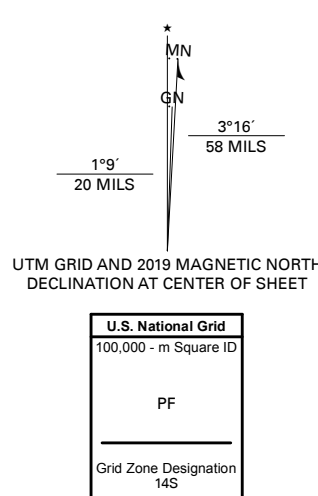 ★
MN
GN
3°16´
58 MILS
1°9´
20 MILS
UTM GRID AND 2019 MAGNETIC NORTH
DECLINATION AT CENTER OF SHEET
U.S. National Grid
100,000 - m Square ID
PF
Grid Zone Designation
14S